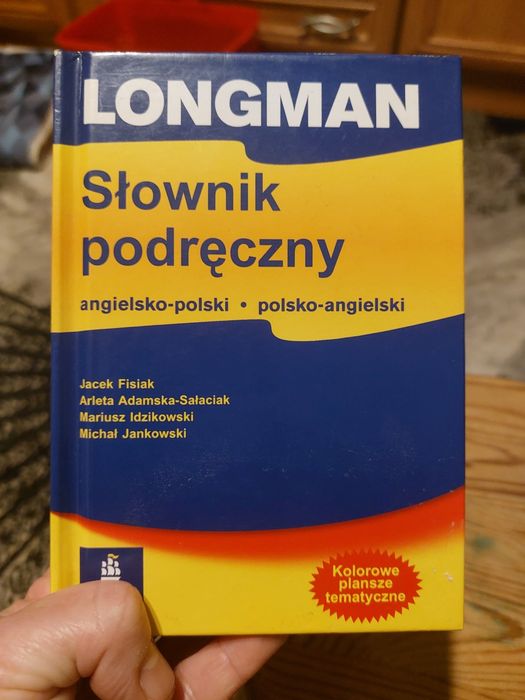 LONGMAN
Słownik
podręczny
angielsko-polski • polsko-angielski
Jacek Fisiak
Arleta Adamska-Sałaciak
Mariusz Idzikowski
Michał Jankowski
Kolorowe
plansze
tematyczne